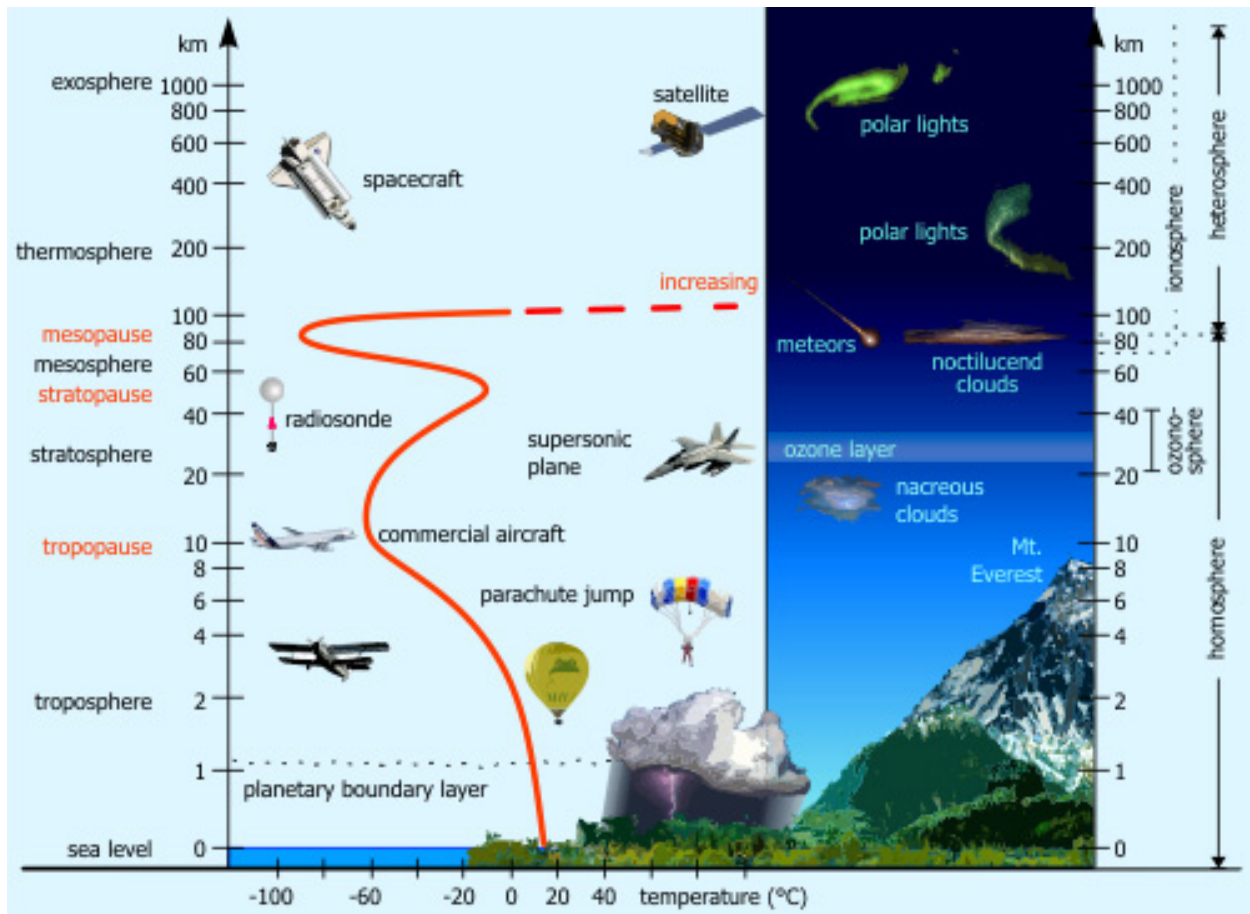 km
exosphere
1000
800
600
400
thermosphere
200
100
mesopause
80
mesosphere
60
stratopause
40
stratosphere
20
tropopause
10
8
6
4
troposphere
2
1
sea level
0
satellite
spacecraft
increasing
radiosonde
supersonic
plane
commercial aircraft
parachute jump
planetary boundary layer
-100
-60
-20
0
20
40
temperature (°C)
polar lights
polar lights
meteors
noctilucend
clouds
ozone layer
nacreous
clouds
Mt.
Everest
km
1000
800
600
400
200
100
80
60
40
20
10
8
6
4
2
1
0
ionosphere
ozono-
sphere
heterosphere
homosphere